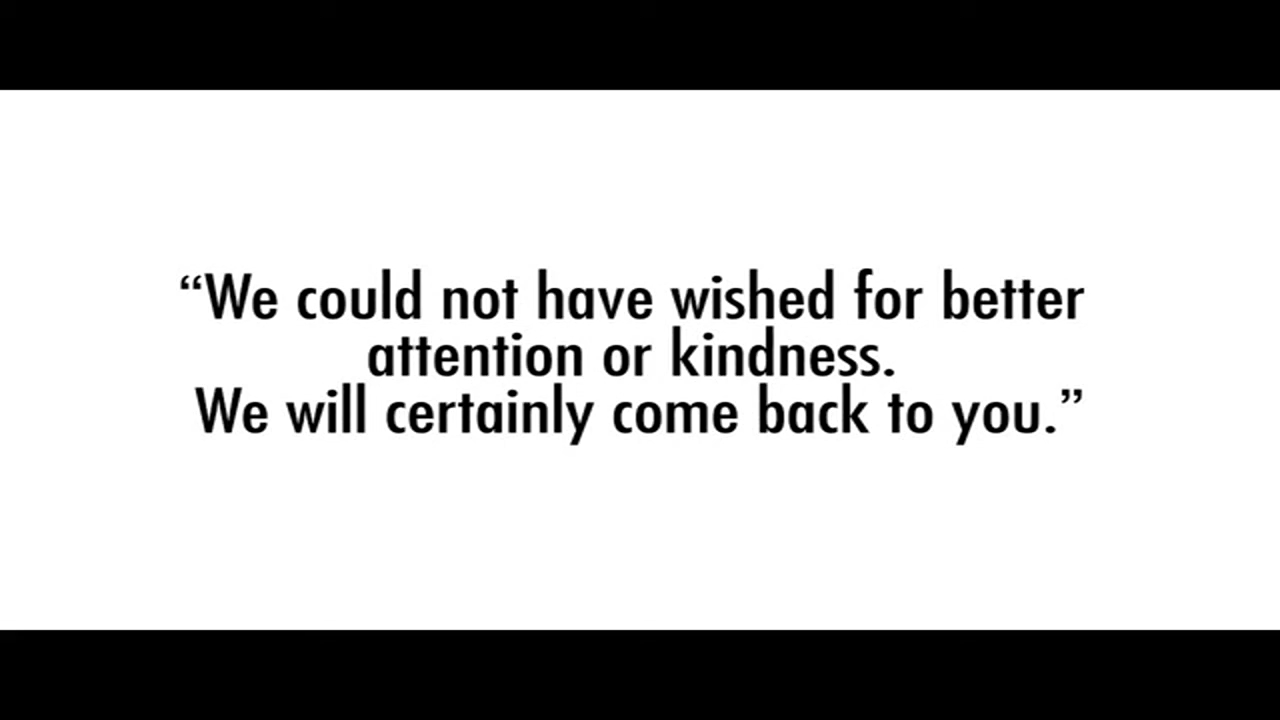 “We could not have wished for better
attention or kindness.
We will certainly come back to you.”